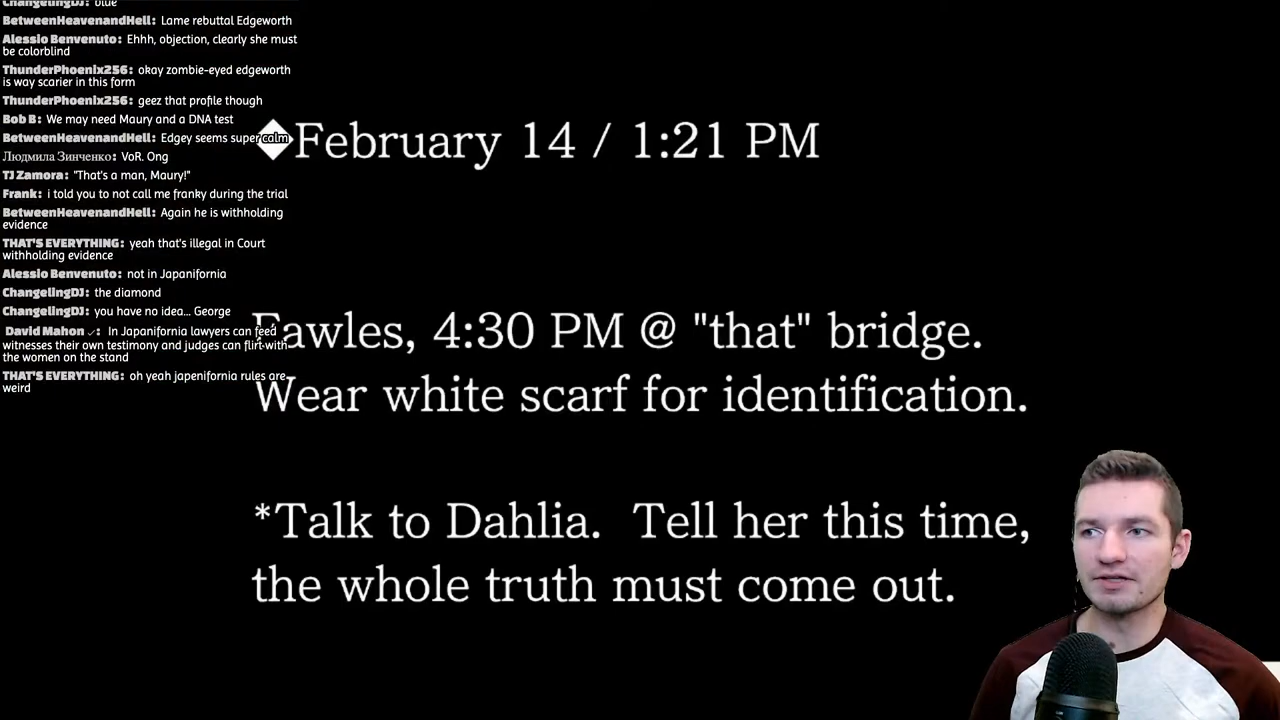 ChangelingDJ: blue
BetweenHeavenandHell: Lame rebuttal Edgeworth
Alessio Benvenuto: Ehhh, objection, clearly she must
be colorblind
ThunderPhoenix256: okay zombie-eyed edgeworth
is way scarier in this form
ThunderPhoenix256: geez that profile though
Bob B: We may need Maury and a DNA test
BetweenHeavenandHell: Edgey seems super calm
Людмила Зинченко: VoR. Ong
TJ Zamora: "That's a man, Maury!"
Frank: i told you to not call me franky during the trial
BetweenHeavenandHell: Again he is withholding
evidence
THAT'S EVERYTHING: yeah that's illegal in Court
withholding evidence
Alessio Benvenuto: not in Japanifornia
ChangelingDJ: the diamond
ChangelingDJ: you have no idea... George
David Mahon ✓: In Japanifornia lawyers can feed
witnesses their own testimony and judges can flirt with
the women on the stand
THAT'S EVERYTHING: oh yeah japenifornia rules are
weird
◆February 14 / 1:21 PM
Fawles, 4:30 PM @ "that" bridge.
Wear white scarf for identification.
*Talk to Dahlia. Tell her this time,
the whole truth must come out.